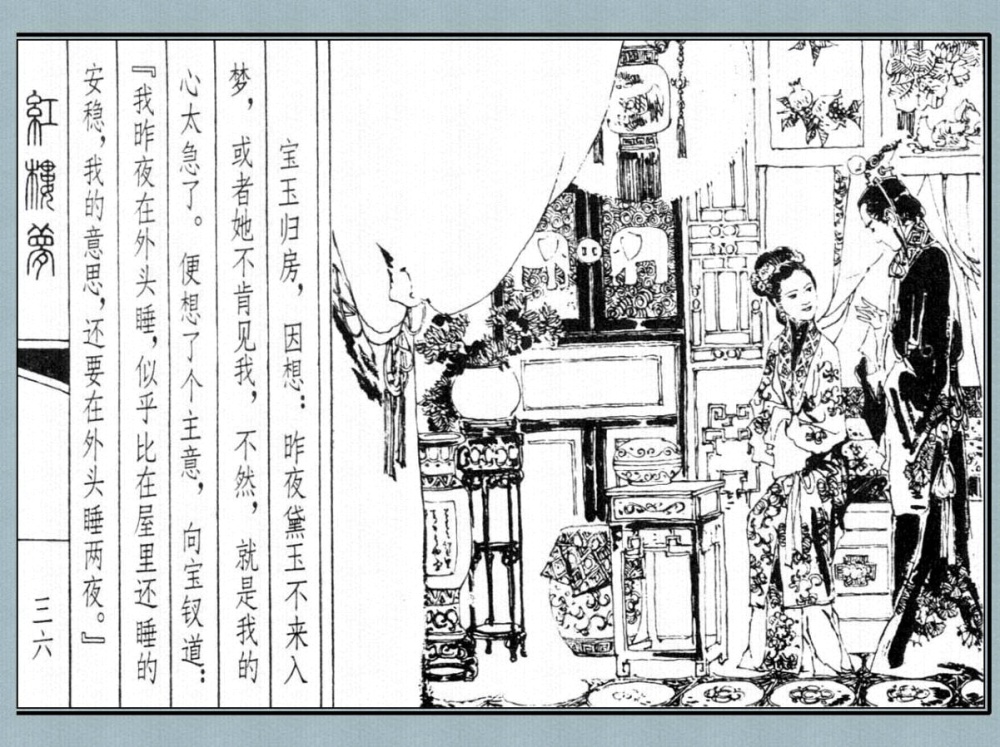 宝玉归房，因想：昨夜黛玉不来入
梦，或者她不肯见我，不然，就是我的
心太急了。便想了个主意，向宝钗道：
『我昨夜在外头睡，似乎比在屋里还睡的
安稳，我的意思，还要在外头睡两夜。』
红楼梦
三六